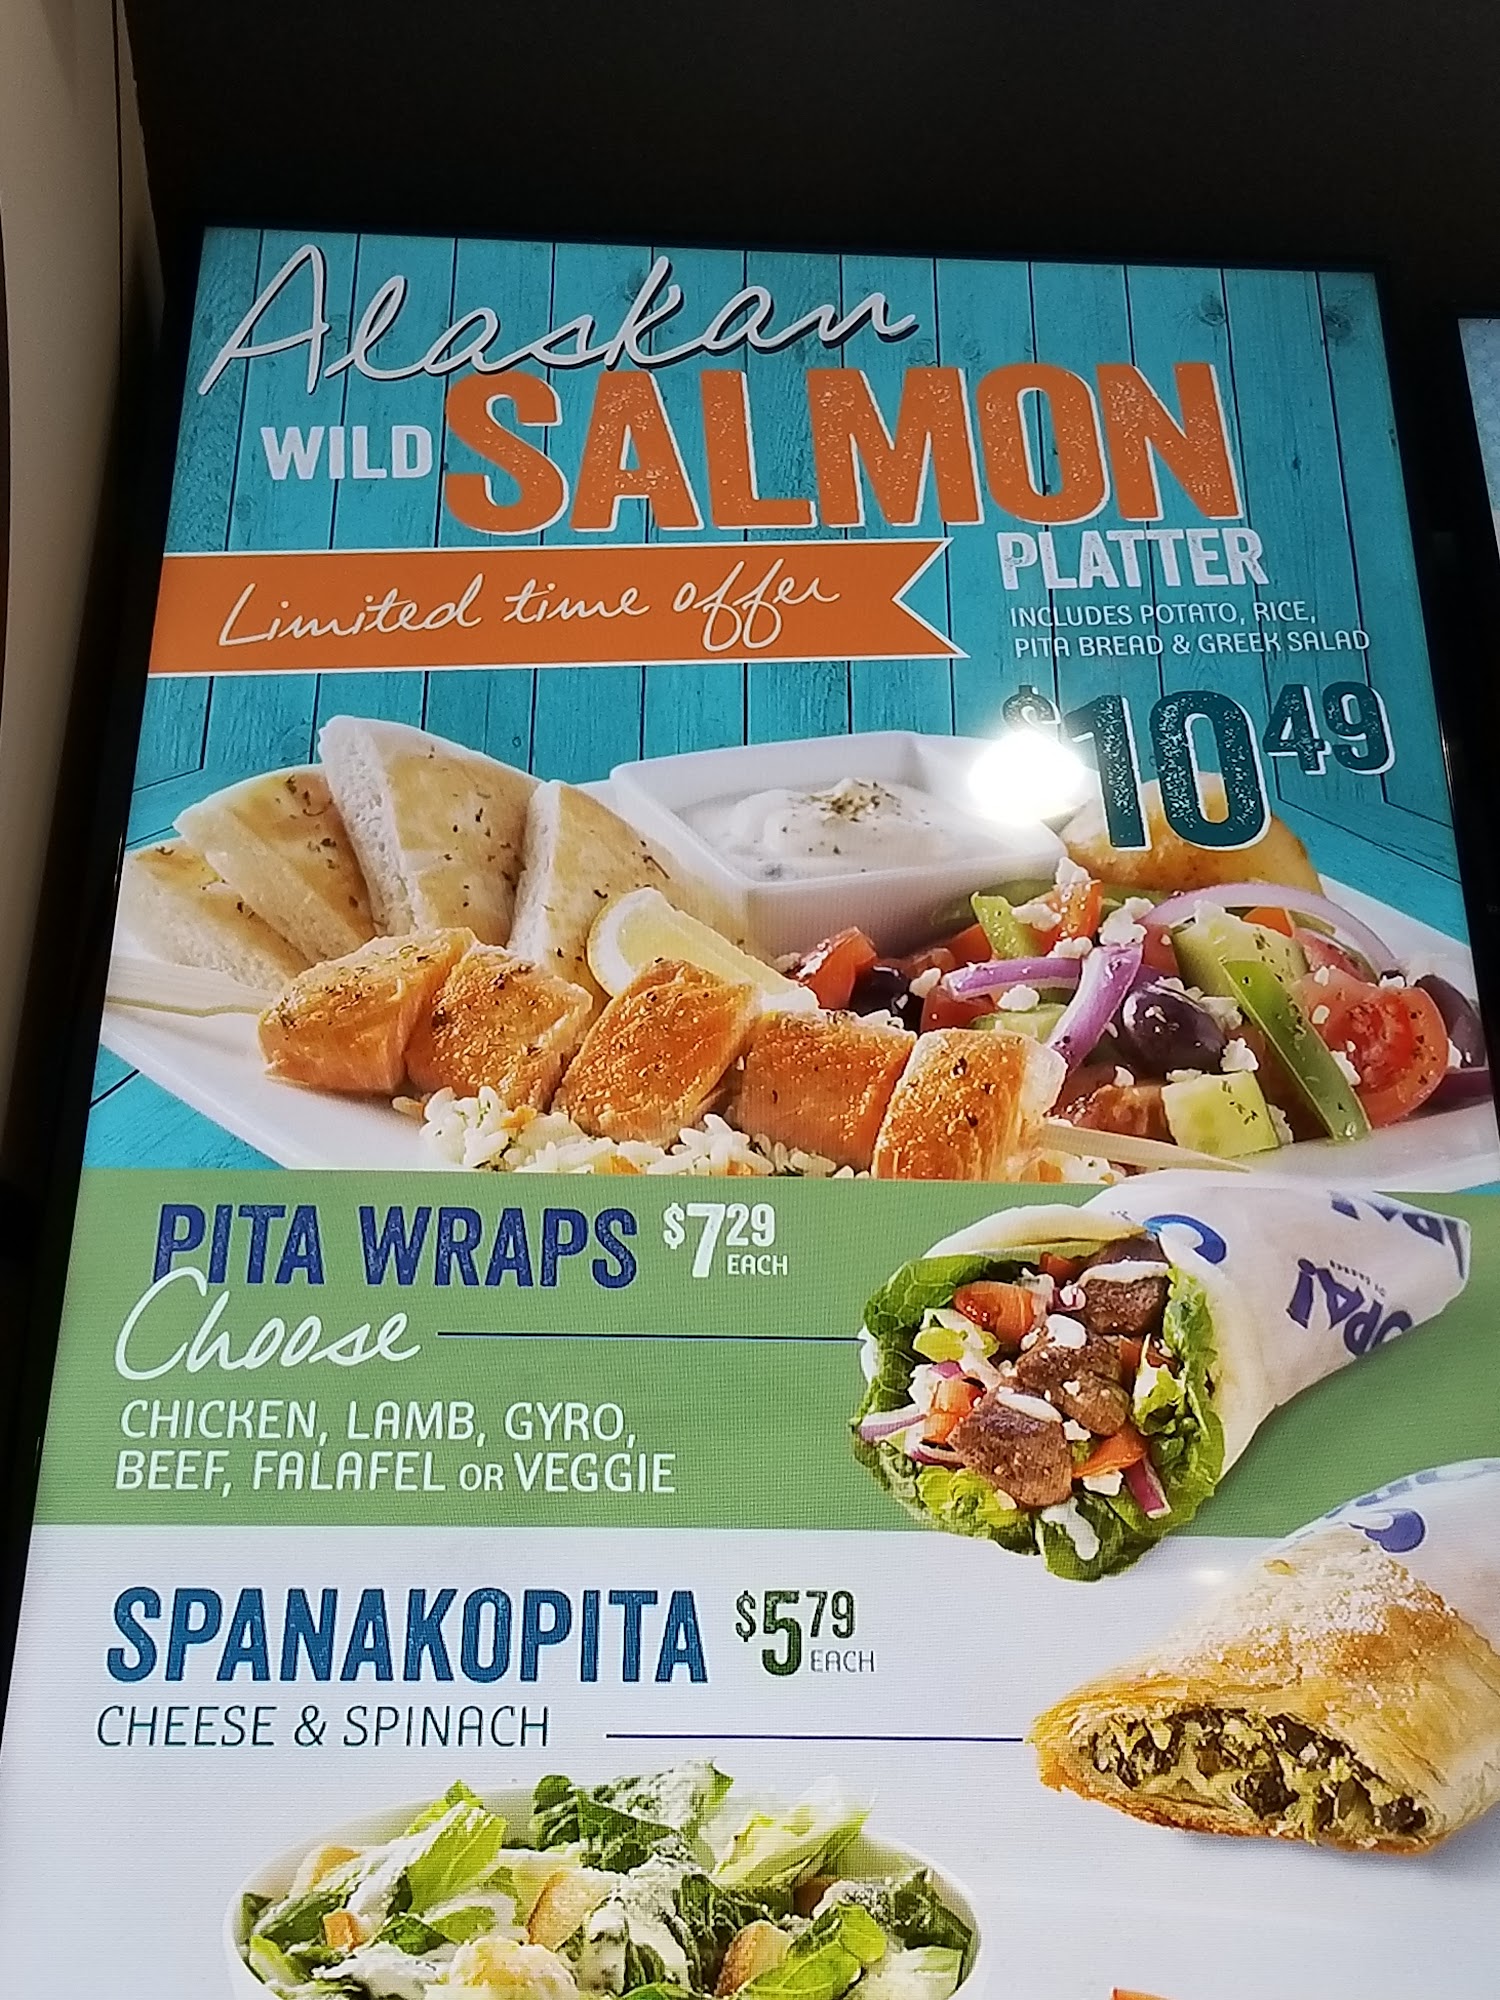 Alaskan
WILD SALMON
PLATTER
Limited time offer
INCLUDES POTATO, RICE,
PITA BREAD & GREEK SALAD
$10 49
PITA WRAPS $7 29
EACH
Choose
CHICKEN, LAMB, GYRO,
BEEF, FALAFEL OR VEGGIE
OPA!
SPANAKOPITA $5 79
EACH
CHEESE & SPINACH